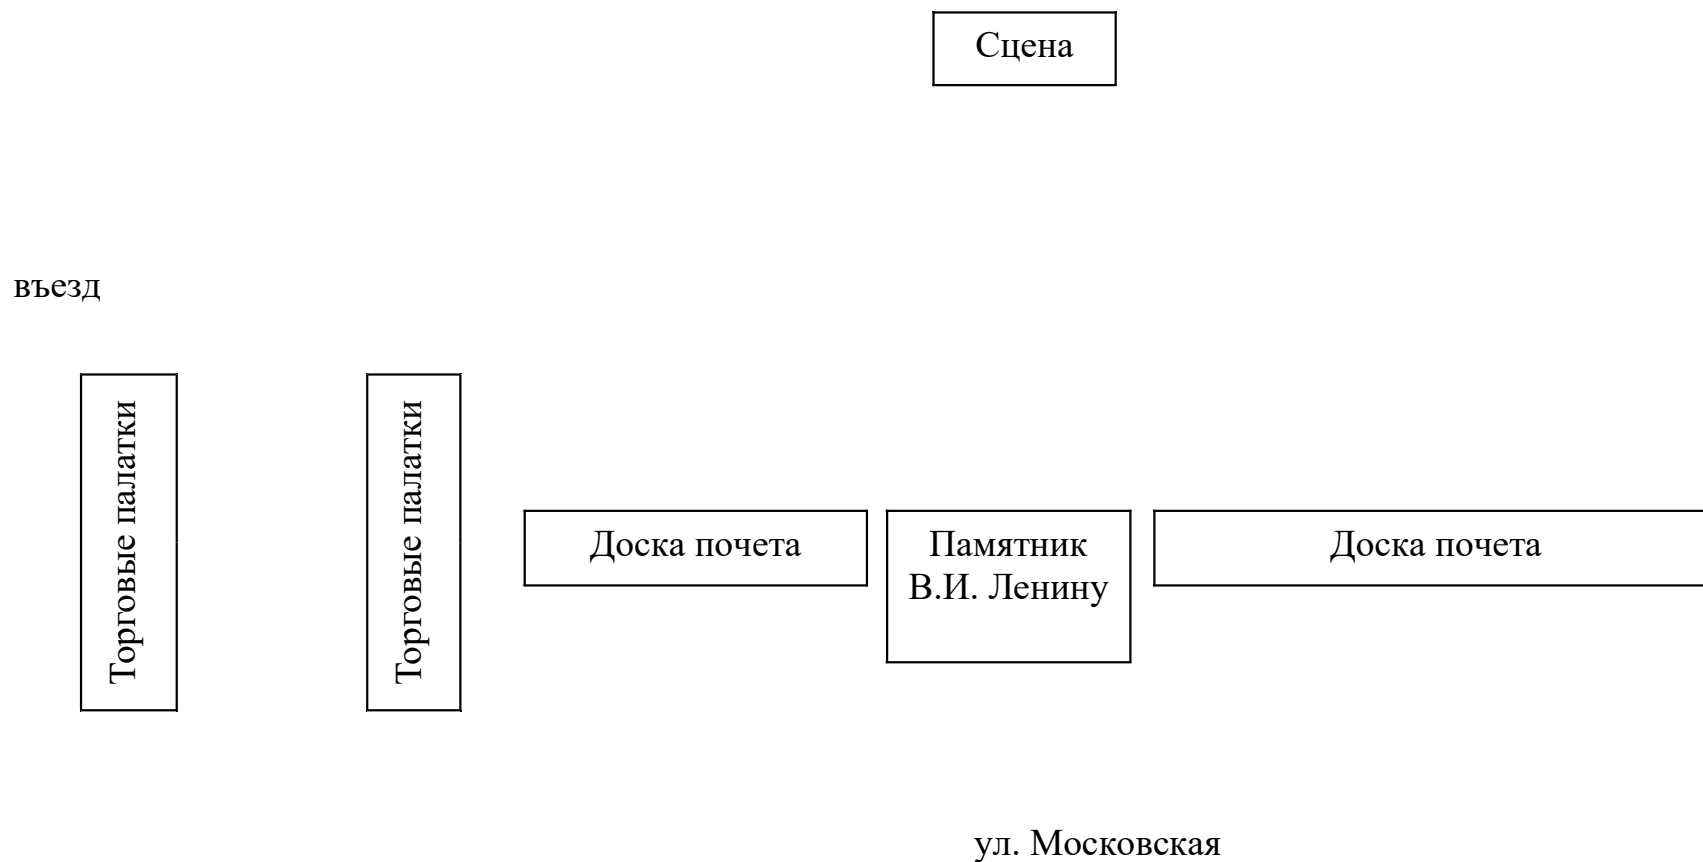 Сцена
въезд
Торговые палатки
Торговые палатки
Доска почета
Памятник
В.И. Ленину
Доска почета
ул. Московская